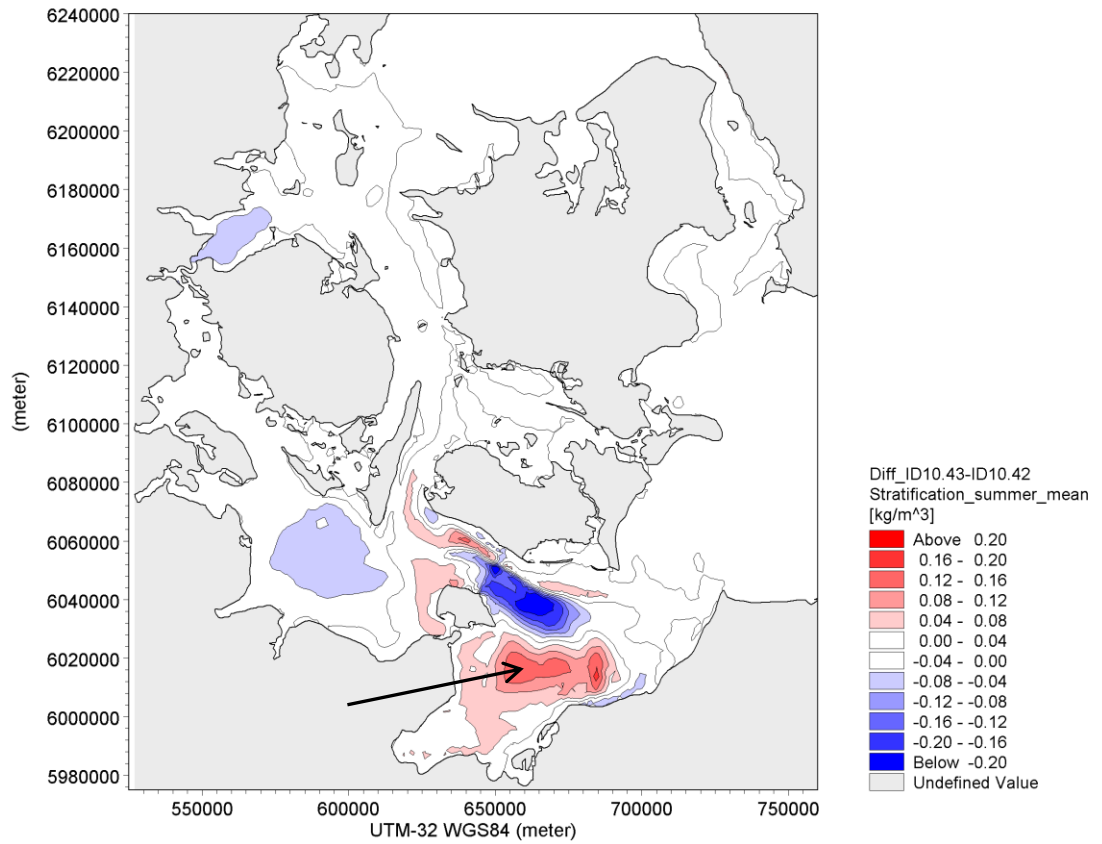 6240000
6220000
6200000
6180000
6160000
6140000
6120000
6100000
6080000
6060000
6040000
6020000
6000000
5980000
(meter)
550000 600000 650000 700000 750000
UTM-32 WGS84 (meter)
Diff_ID10.43-ID10.42
Stratification_summer_mean
[kg/m^3]
Above 0.20
0.16 - 0.20
0.12 - 0.16
0.08 - 0.12
0.04 - 0.08
0.00 - 0.04
-0.04 - 0.00
-0.08 - -0.04
-0.12 - -0.08
-0.16 - -0.12
-0.20 - -0.16
Below -0.20
Undefined Value